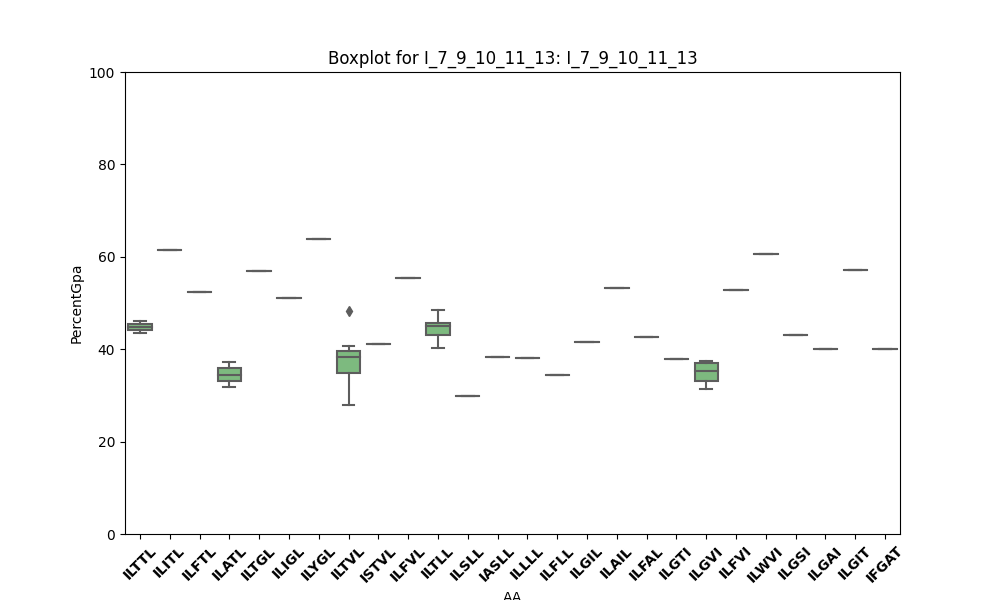 Boxplot for I_7_9_10_11_13: I_7_9_10_11_13
100
80
60
40
20
0
PercentGpa
ILTTL
ILITL
ILFTL
ILATL
ILTGL
ILIGL
ILYGL
ILTVL
ISTVL
ILFVL
ILTLL
ILSLL
IASLL
ILLLL
ILFLL
ILGIL
ILAIL
ILFAL
ILGTI
ILGVI
ILFVI
ILWVI
ILGSI
ILGAI
ILGIT
IFGAT
AA